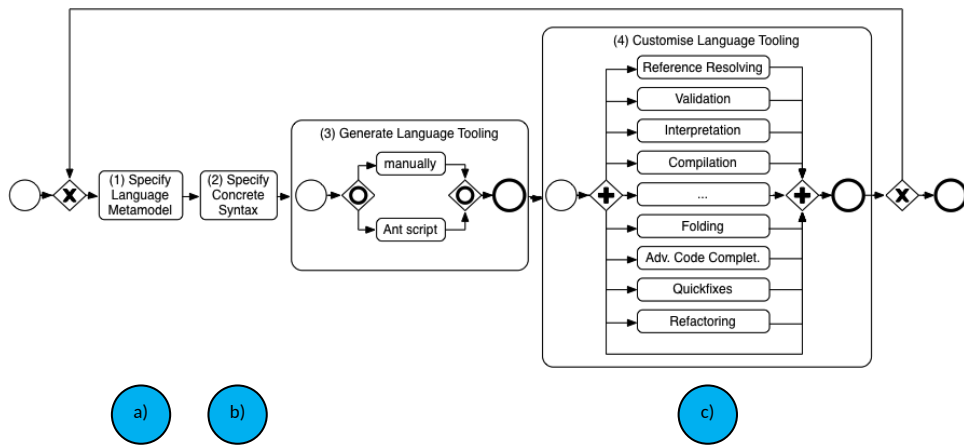 (4) Customise Language Tooling
Reference Resolving
Validation
(3) Generate Language Tooling
Interpretation
manually
Compilation
(1) Specify
Language
Metamodel
(2) Specify
Concrete
Syntax
...
Ant script
Folding
Adv. Code Complet.
Quickfixes
Refactoring
a)
b)
c)